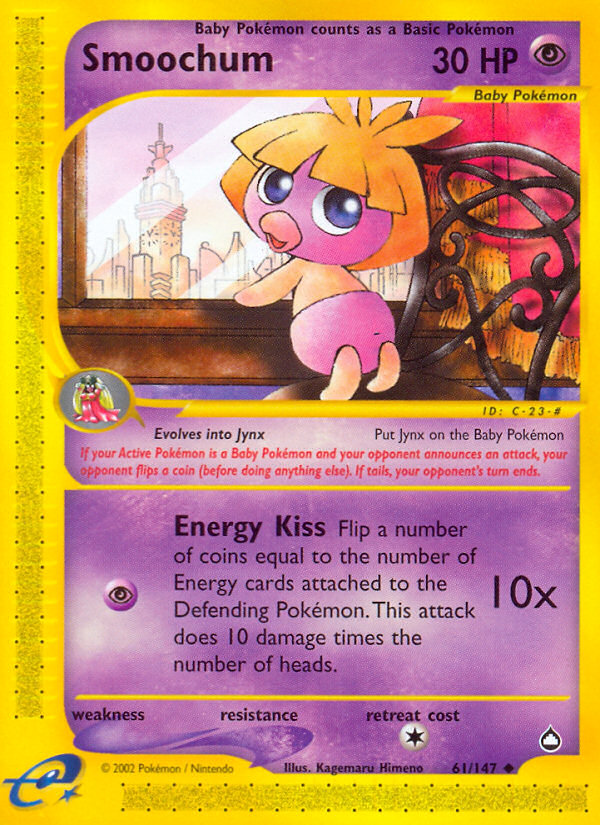 Baby Pokémon counts as a Basic Pokémon
Smoochum
30 HP
Baby Pokémon
ID: C-23-#
Evolves into Jynx
Put Jynx on the Baby Pokémon
If your Active Pokémon is a Baby Pokémon and your opponent announces an attack, your
opponent flips a coin (before doing anything else). If tails, your opponent's turn ends.
Energy Kiss Flip a number
of coins equal to the number of
Energy cards attached to the
Defending Pokémon. This attack
does 10 damage times the
number of heads.
10x
weakness
resistance
retreat cost
© 2002 Pokémon / Nintendo
Illus. Kagemaru Himeno
61/147
e